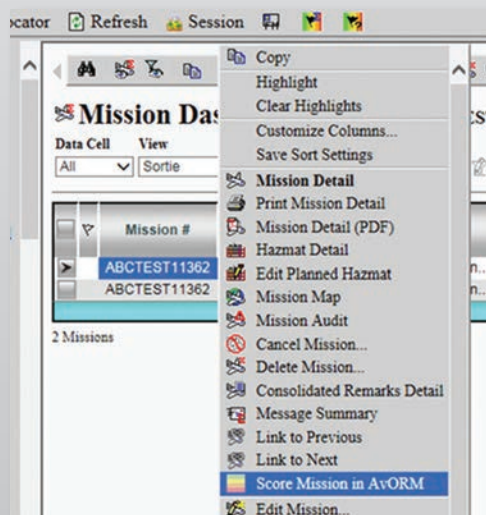 ocator Refresh Session
Mission Das
Data Cell View
All Sortie
Mission #
ABCTEST11362
ABCTEST11362
2 Missions
Copy
Highlight
Clear Highlights
Customize Columns...
Save Sort Settings
Mission Detail
Print Mission Detail
Mission Detail (PDF)
Hazmat Detail
Edit Planned Hazmat
Mission Map
Mission Audit
Cancel Mission...
Delete Mission...
Consolidated Remarks Detail
Message Summary
Link to Previous
Link to Next
Score Mission in AvORM
Edit Mission...
n...
n..